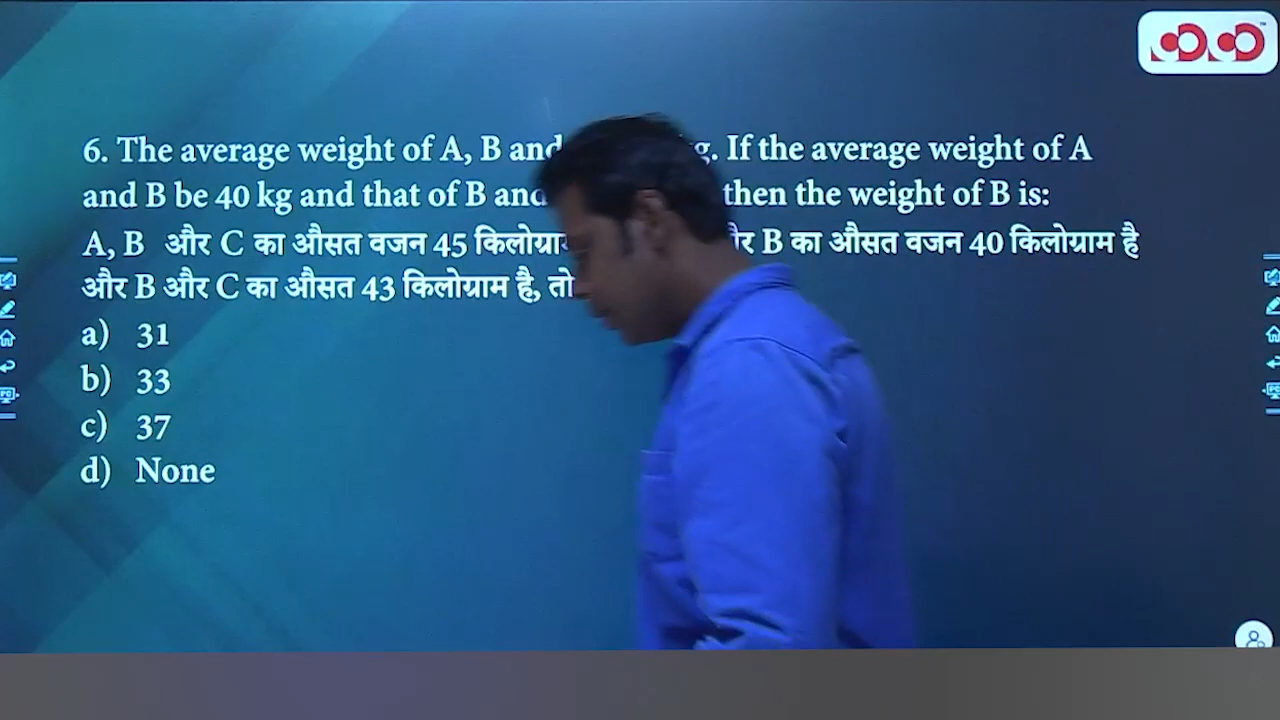 6. The average weight of A, B and g. If the average weight of A
and B be 40 kg and that of B and then the weight of B is:
A, B और C का औसत वजन 45 B का औसत वजन 40 किलोग्राम है
और B और C का औसत 43 किलोग्राम है, तो
a) 31
b) 33
c) 37
d) None